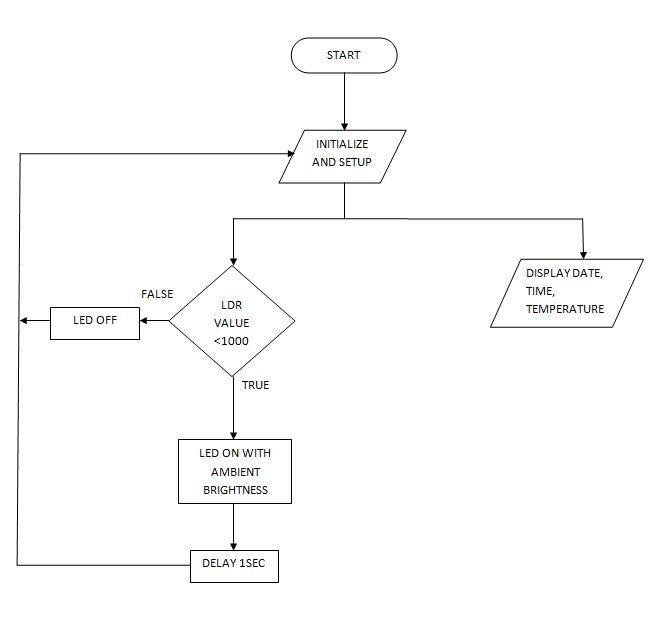 START
INITIALIZE
AND SETUP
DISPLAY DATE,
TIME,
TEMPERATURE
FALSE
LDR
VALUE
<1000
LED OFF
TRUE
LED ON WITH
AMBIENT
BRIGHTNESS
DELAY 1SEC